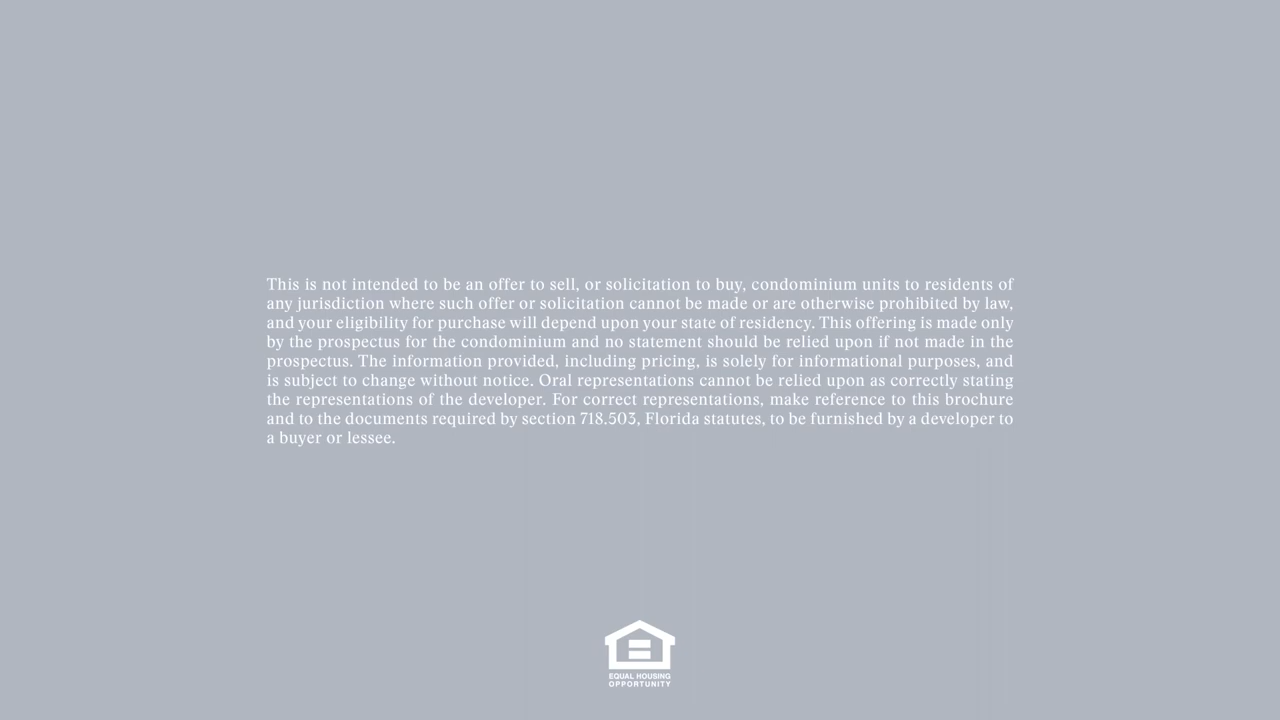 This is not intended to be an offer to sell, or solicitation to buy, condominium units to residents of
any jurisdiction where such offer or solicitation cannot be made or are otherwise prohibited by law,
and your eligibility for purchase will depend upon your state of residency. This offering is made only
by the prospectus for the condominium and no statement should be relied upon if not made in the
prospectus. The information provided, including pricing, is solely for informational purposes, and
is subject to change without notice. Oral representations cannot be relied upon as correctly stating
the representations of the developer. For correct representations, make reference to this brochure
and to the documents required by section 718.503, Florida statutes, to be furnished by a developer to
a buyer or lessee.
EQUAL HOUSING
OPPORTUNITY